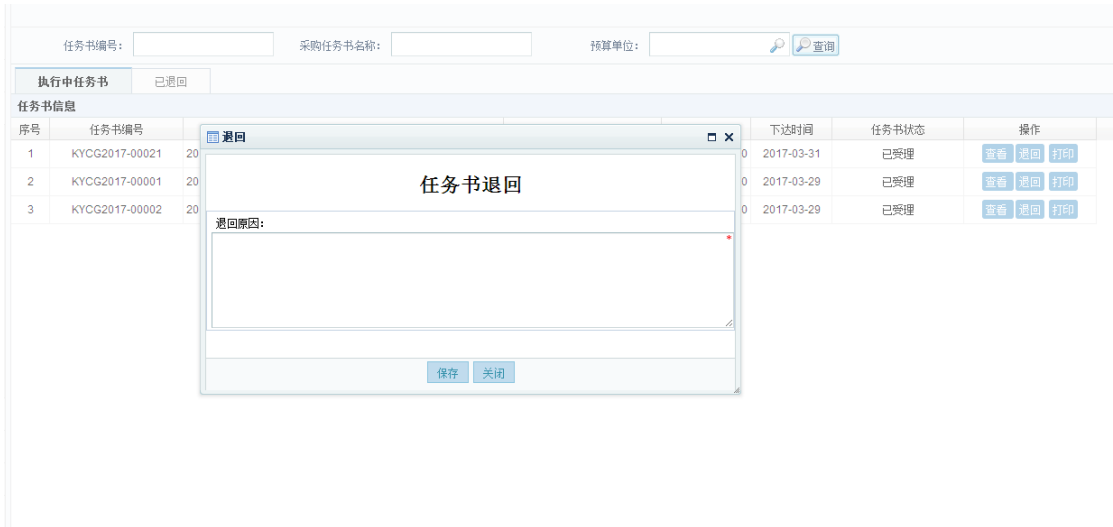 任务书编号： 采购任务书名称： 预算单位： 查询
执行中任务书 已退回
任务书信息
序号 任务书编号 下达时间 任务书状态 操作
退回
1 KYCG2017-00021 20 0 2017-03-31 已受理 查看 退回 打印
任务书退回
2 KYCG2017-00001 20 0 2017-03-29 已受理 查看 退回 打印
3 KYCG2017-00002 20 0 2017-03-29 已受理 查看 退回 打印
退回原因：
*
保存 关闭